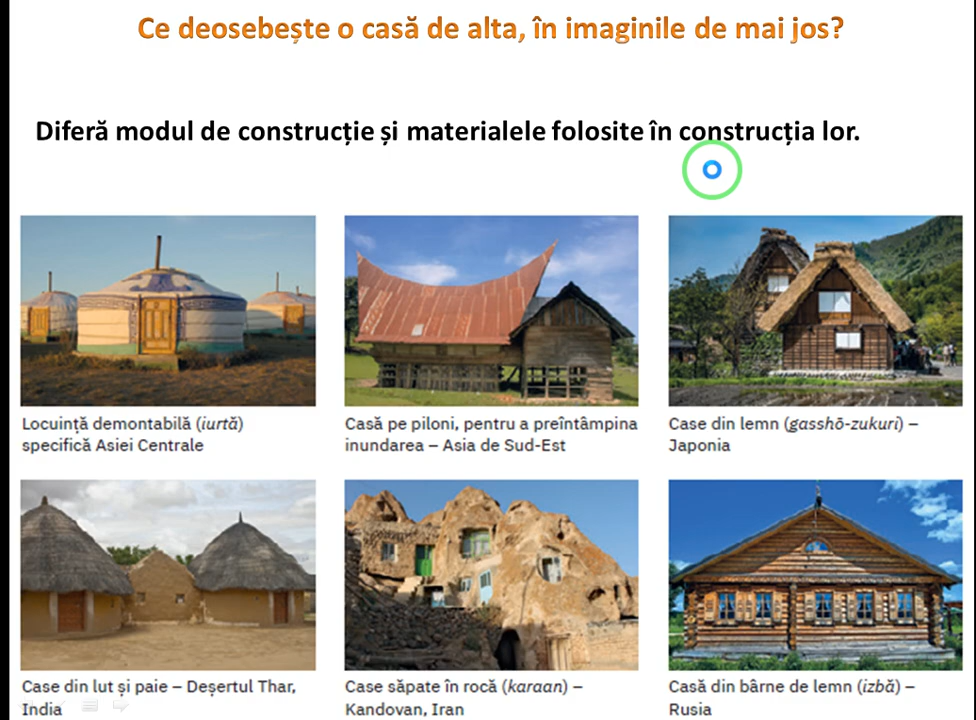 Ce deosebește o casă de alta, în imaginile de mai jos?
Diferă modul de construcție și materialele folosite în construcția lor.
Locuință demontabilă (iurtă)
specifică Asiei Centrale
Casă pe piloni, pentru a preîntâmpina
inundarea – Asia de Sud-Est
Case din lemn (gasshō-zukuri) –
Japonia
Case din lut și paie – Deșertul Thar,
India
Case săpate în rocă (karaan) –
Kandovan, Iran
Casă din bârne de lemn (izbă) –
Rusia